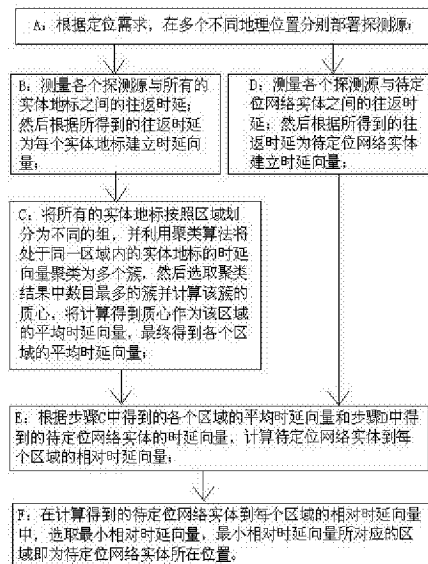 A：根据定位需求，在多个不同地理位置分别部署探测源；
B：测量各个探测源与所有的
实体地标之间的往返时延；
然后根据所得到的往返时延
为每个实体地标建立时延向
量；
D：测量各个探测源与待定
位网络实体之间的往返时
延；然后根据所得到的往
返时延为待定位网络实体
建立时延向量；
C：将所有的实体地标按照区域划
分为不同的组，并利用聚类算法将
处于同一区域内的实体地标的时延
向量聚类为多个簇，然后选取聚类
结果中数目最多的簇并计算该簇的
质心，将计算得到质心作为该区域
的平均时延向量，最终得到各个区
域的平均时延向量；
E：根据步骤C中得到的各个区域的平均时延向量和步骤D中得
到的待定位网络实体的时延向量，计算待定位网络实体到每
个区域的相对时延向量；
F：在计算得到的待定位网络实体到每个区域的相对时延向量
中，选取最小相对时延向量，最小相对时延向量所对应的区
域即为待定位网络实体所在位置。